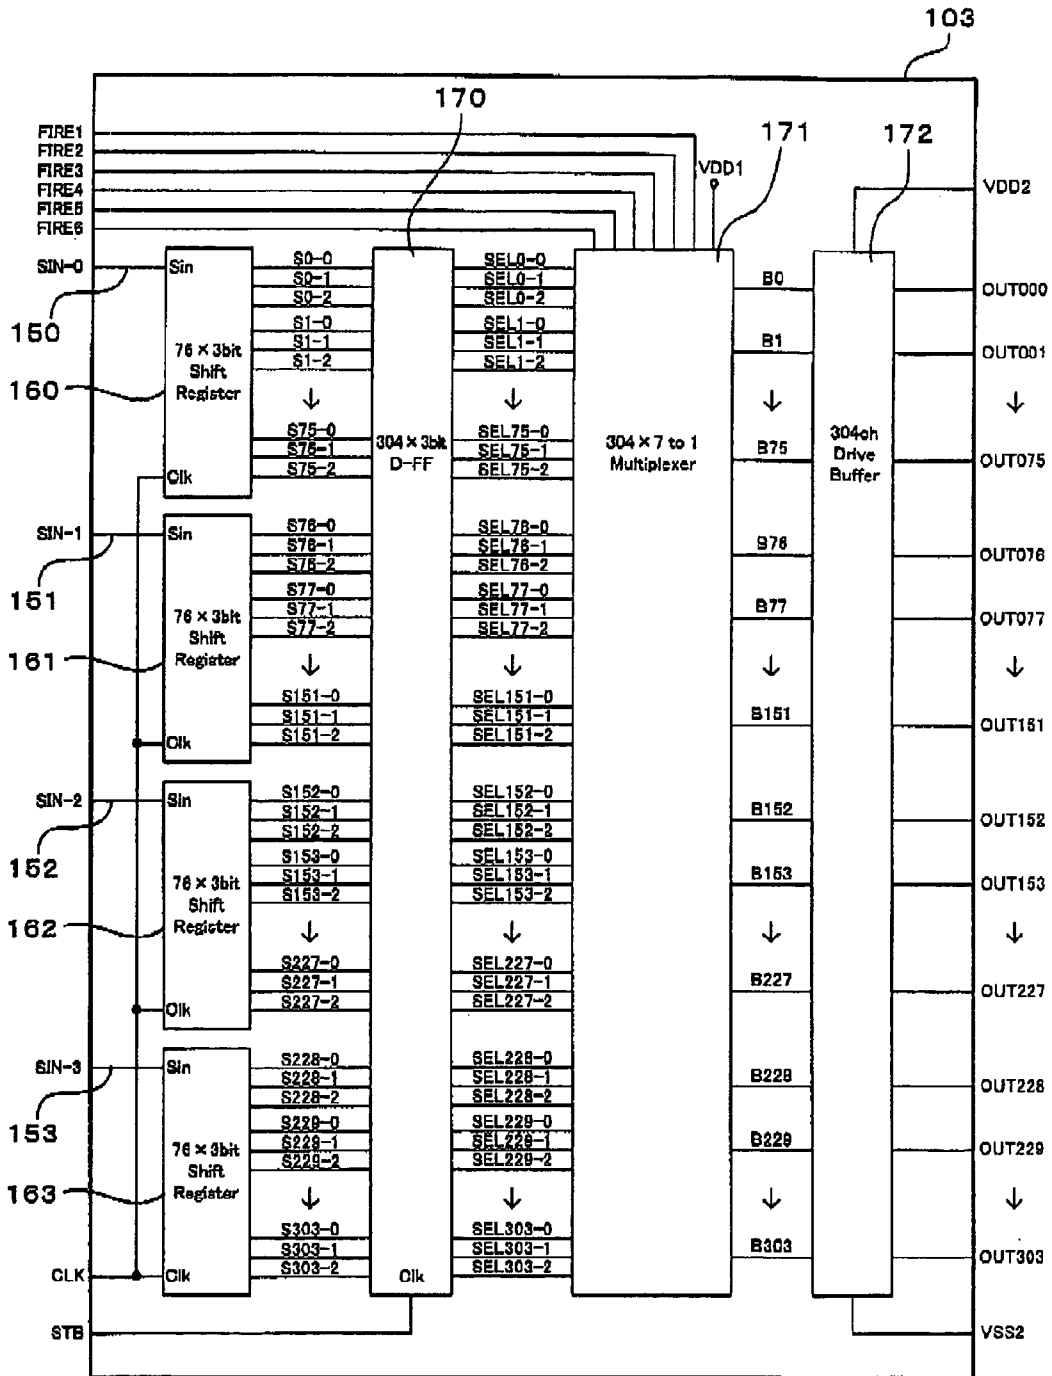 103
170
171
172
FIRE1
FIRE2
FIRE3
FIRE4
FIRE5
FIRE6
VDD1
VDD2
SIN-0
Sin
150
160
76 × 3bit
Shift
Register
Clk
S0-0
S0-1
S0-2
S1-0
S1-1
S1-2
↓
S75-0
S75-1
S75-2
SIN-1
Sin
151
161
76 × 3bit
Shift
Register
Clk
S76-0
S76-1
S76-2
S77-0
S77-1
S77-2
↓
S151-0
S151-1
S151-2
SIN-2
Sin
152
162
76 × 3bit
Shift
Register
Clk
S152-0
S152-1
S152-2
S153-0
S153-1
S153-2
↓
S227-0
S227-1
S227-2
SIN-3
Sin
153
163
76 × 3bit
Shift
Register
CLK
Clk
S228-0
S228-1
S228-2
S229-0
S229-1
S229-2
↓
S303-0
S303-1
S303-2
304 × 3bit
D-FF
Clk
STB
SEL0-0
SEL0-1
SEL0-2
SEL1-0
SEL1-1
SEL1-2
↓
SEL75-0
SEL75-1
SEL75-2
SEL76-0
SEL76-1
SEL76-2
SEL77-0
SEL77-1
SEL77-2
↓
SEL151-0
SEL151-1
SEL151-2
SEL152-0
SEL152-1
SEL152-2
SEL153-0
SEL153-1
SEL153-2
↓
SEL227-0
SEL227-1
SEL227-2
SEL228-0
SEL228-1
SEL228-2
SEL229-0
SEL229-1
SEL229-2
↓
SEL303-0
SEL303-1
SEL303-2
304 × 7 to 1
Multiplexer
B0
B1
↓
B75
B76
B77
↓
B151
B152
B153
↓
B227
B228
B229
↓
B303
304ch
Drive
Buffer
OUT000
OUT001
↓
OUT075
OUT076
OUT077
↓
OUT151
OUT152
OUT153
↓
OUT227
OUT228
OUT229
↓
OUT303
VSS2